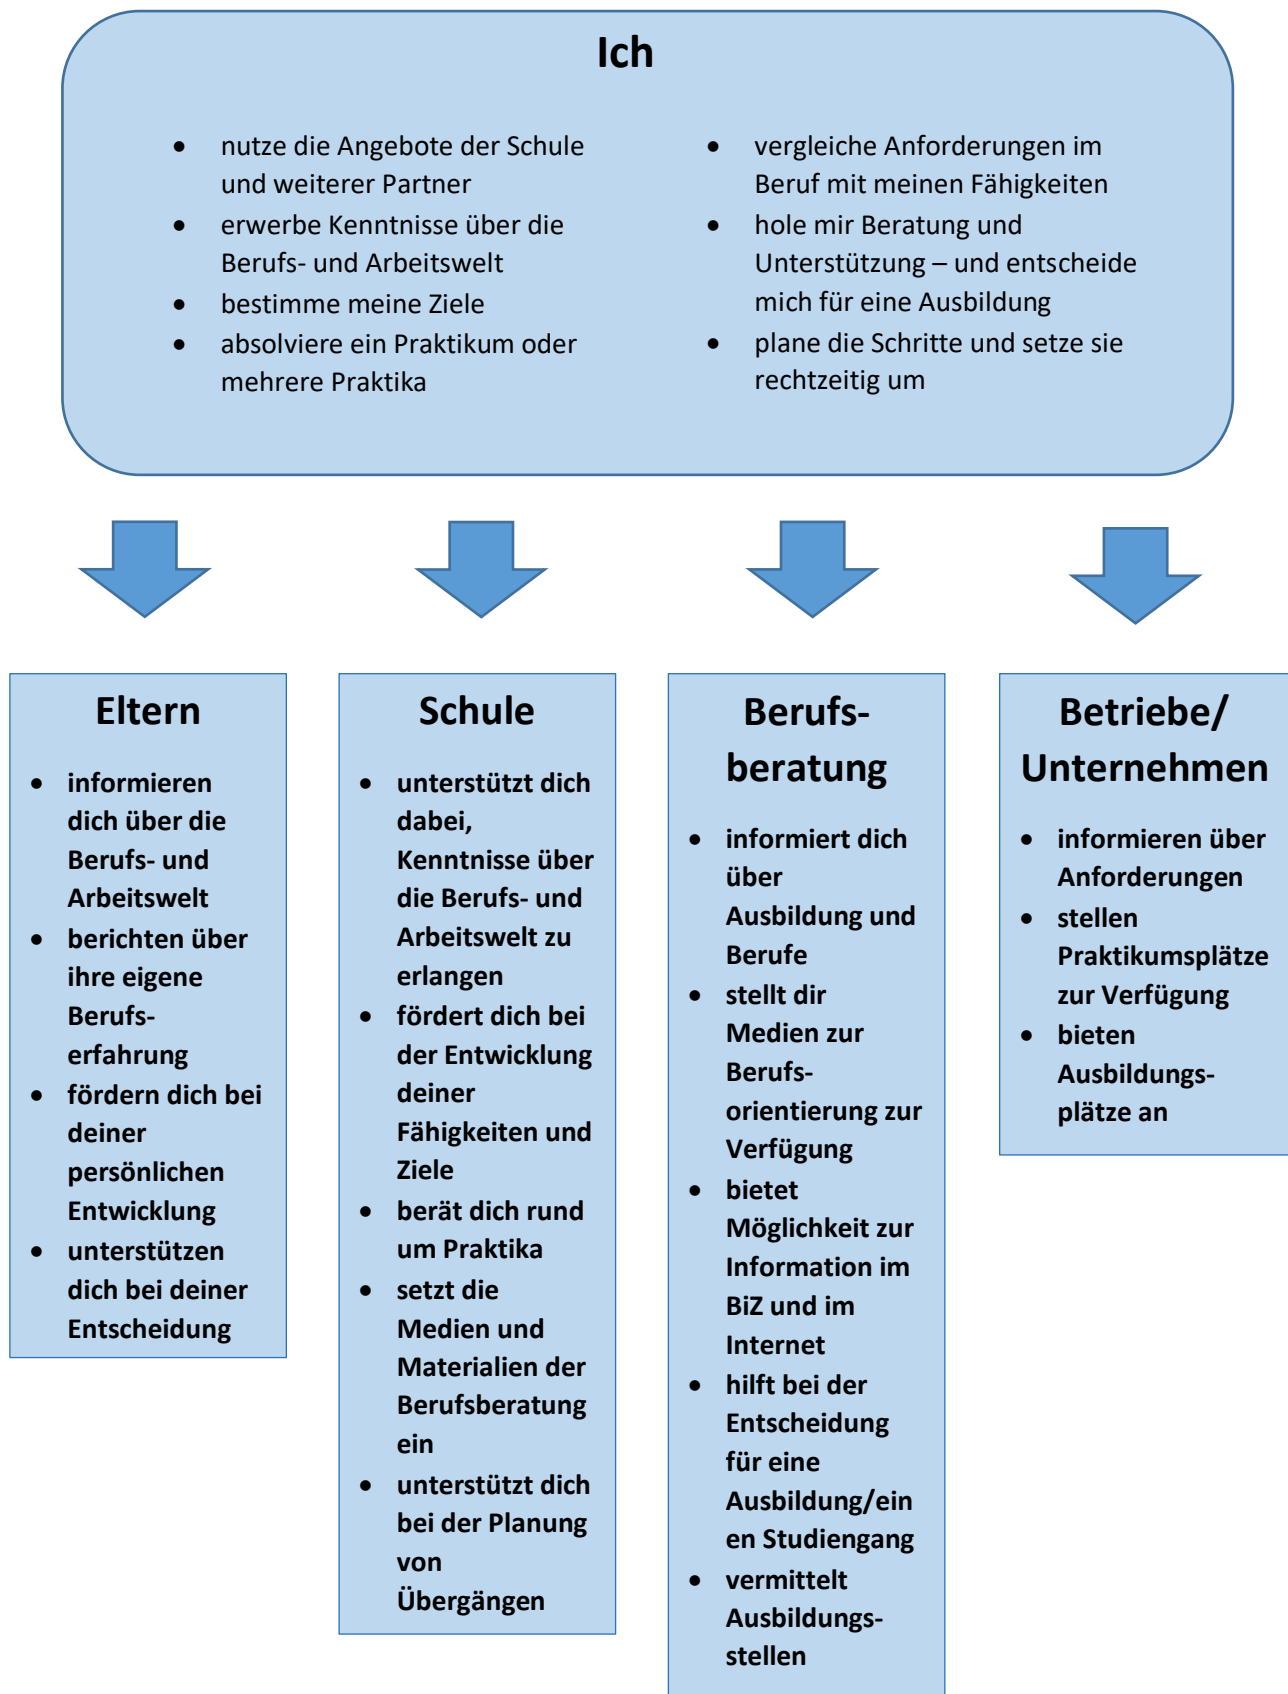 Ich
• nutze die Angebote der Schule
und weiterer Partner
• erwerbe Kenntnisse über die
Berufs- und Arbeitswelt
• bestimme meine Ziele
• absolviere ein Praktikum oder
mehrere Praktika
• vergleiche Anforderungen im
Beruf mit meinen Fähigkeiten
• hole mir Beratung und
Unterstützung – und entscheide
mich für eine Ausbildung
• plane die Schritte und setze sie
rechtzeitig um
Eltern
• informieren
dich über die
Berufs- und
Arbeitswelt
• berichten über
ihre eigene
Berufs-
erfahrung
• fördern dich bei
deiner
persönlichen
Entwicklung
• unterstützen
dich bei deiner
Entscheidung
Schule
• unterstützt dich
dabei,
Kenntnisse über
die Berufs- und
Arbeitswelt zu
erlangen
• fördert dich bei
der Entwicklung
deiner
Fähigkeiten und
Ziele
• berät dich rund
um Praktika
• setzt die
Medien und
Materialien der
Berufsberatung
ein
• unterstützt dich
bei der Planung
von
Übergängen
Berufs-
beratung
• informiert dich
über
Ausbildung und
Berufe
• stellt dir
Medien zur
Berufs-
orientierung zur
Verfügung
• bietet
Möglichkeit zur
Information im
BiZ und im
Internet
• hilft bei der
Entscheidung
für eine
Ausbildung/ein
en Studiengang
• vermittelt
Ausbildungs-
stellen
Betriebe/
Unternehmen
• informieren über
Anforderungen
• stellen
Praktikumsplätze
zur Verfügung
• bieten
Ausbildungs-
plätze an